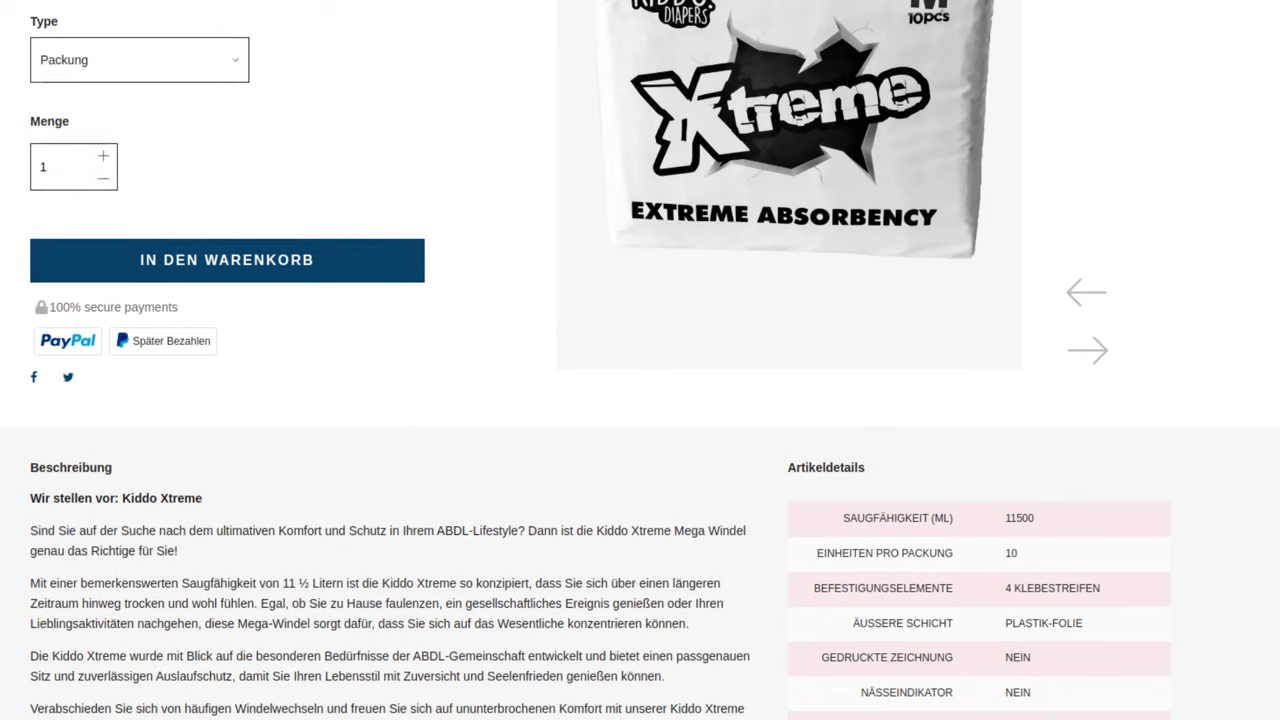 Type
Packung
Menge
1
IN DEN WARENKORB
100% secure payments
PayPal
Später Bezahlen
DIAPERS
M
10PCS
Xtreme
EXTREME ABSORBENCY
Beschreibung
Wir stellen vor: Kiddo Xtreme
Sind Sie auf der Suche nach dem ultimativen Komfort und Schutz in Ihrem ABDL-Lifestyle? Dann ist die Kiddo Xtreme Mega Windel
genau das Richtige für Sie!
Mit einer bemerkenswerten Saugfähigkeit von 11 ½ Litern ist die Kiddo Xtreme so konzipiert, dass Sie sich über einen längeren
Zeitraum hinweg trocken und wohl fühlen. Egal, ob Sie zu Hause faulenzen, ein gesellschaftliches Ereignis genießen oder Ihren
Lieblingsaktivitäten nachgehen, diese Mega-Windel sorgt dafür, dass Sie sich auf das Wesentliche konzentrieren können.
Die Kiddo Xtreme wurde mit Blick auf die besonderen Bedürfnisse der ABDL-Gemeinschaft entwickelt und bietet einen passgenauen
Sitz und zuverlässigen Auslaufschutz, damit Sie Ihren Lebensstil mit Zuversicht und Seelenfrieden genießen können.
Verabschieden Sie sich von häufigen Windelwechseln und freuen Sie sich auf ununterbrochenen Komfort mit unserer Kiddo Xtreme
Artikeldetails
SAUGFÄHIGKEIT (ML) 11500
EINHEITEN PRO PACKUNG 10
BEFESTIGUNGSELEMENTE 4 KLEBESTREIFEN
ÄUSSERE SCHICHT PLASTIK-FOLIE
GEDRUCKTE ZEICHNUNG NEIN
NÄSSEINDIKATOR NEIN